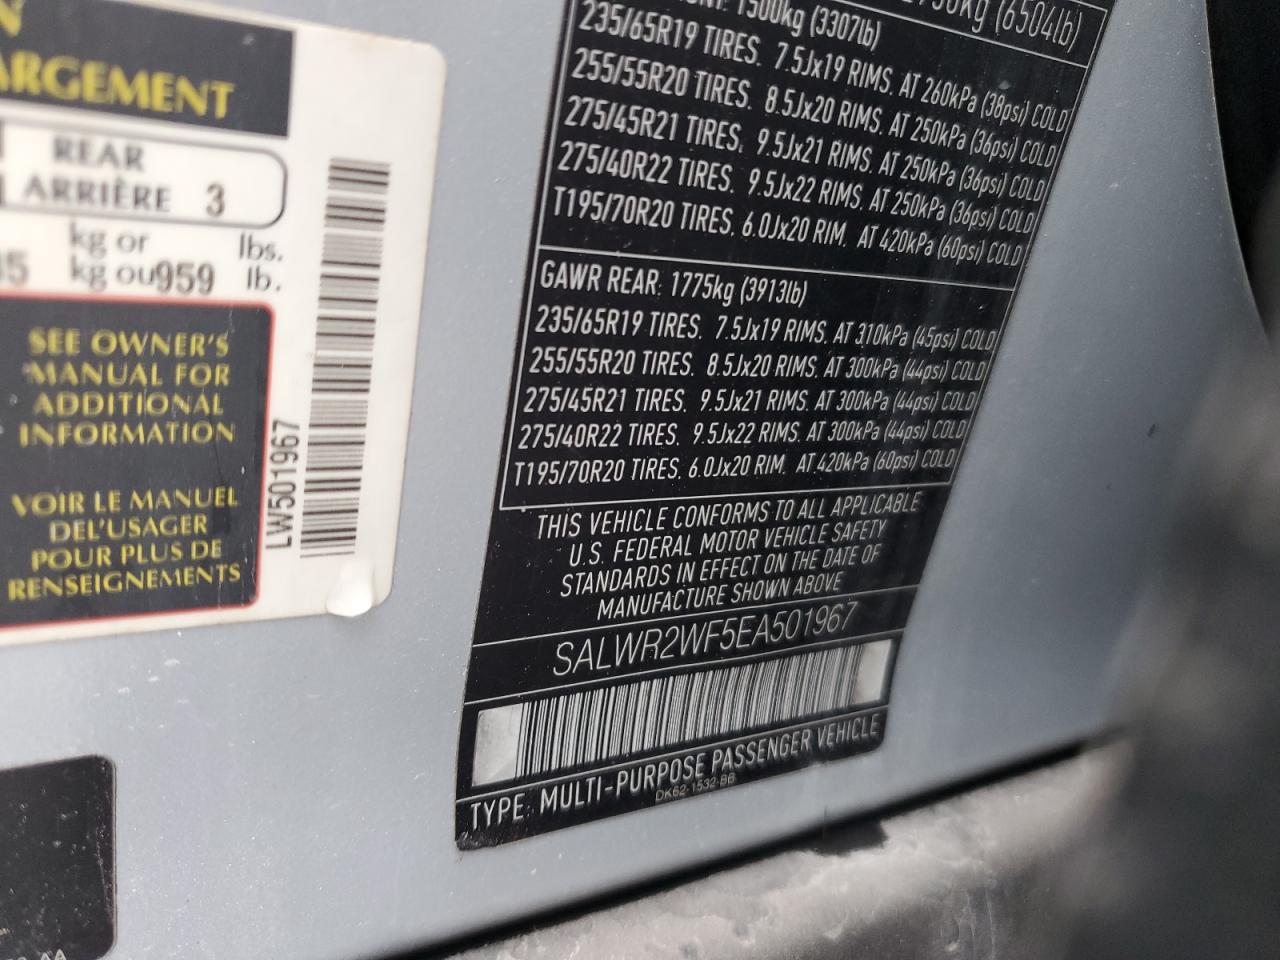 ARGEMENT
REAR
ARRIÈRE 3
kg or lbs.
kg ou 959 lb.
SEE OWNER'S
MANUAL FOR
ADDITIONAL
INFORMATION
VOIR LE MANUEL
DEL'USAGER
POUR PLUS DE
RENSEIGNEMENTS
LW501967
(6504lb)
1500kg (3307lb)
235/65R19 TIRES. 7.5Jx19 RIMS. AT 260kPa (38psi) COLD
255/55R20 TIRES. 8.5Jx20 RIMS. AT 250kPa (36psi) COLD
275/45R21 TIRES. 9.5Jx21 RIMS. AT 250kPa (36psi) COLD
275/40R22 TIRES. 9.5Jx22 RIMS. AT 250kPa (36psi) COLD
T195/70R20 TIRES. 6.0Jx20 RIM. AT 420kPa (60psi) COLD
GAWR REAR: 1775kg (3913lb)
235/65R19 TIRES. 7.5Jx19 RIMS. AT 310kPa (45psi) COLD
255/55R20 TIRES. 8.5Jx20 RIMS. AT 300kPa (44psi) COLD
275/45R21 TIRES. 9.5Jx21 RIMS. AT 300kPa (44psi) COLD
275/40R22 TIRES. 9.5Jx22 RIMS. AT 300kPa (44psi) COLD
T195/70R20 TIRES. 6.0Jx20 RIM. AT 420kPa (60psi) COLD
THIS VEHICLE CONFORMS TO ALL APPLICABLE
U.S. FEDERAL MOTOR VEHICLE SAFETY
STANDARDS IN EFFECT ON THE DATE OF
MANUFACTURE SHOWN ABOVE
SALWR2WF5EA501967
TYPE: MULTI-PURPOSE PASSENGER VEHICLE
DK62-1532-BB